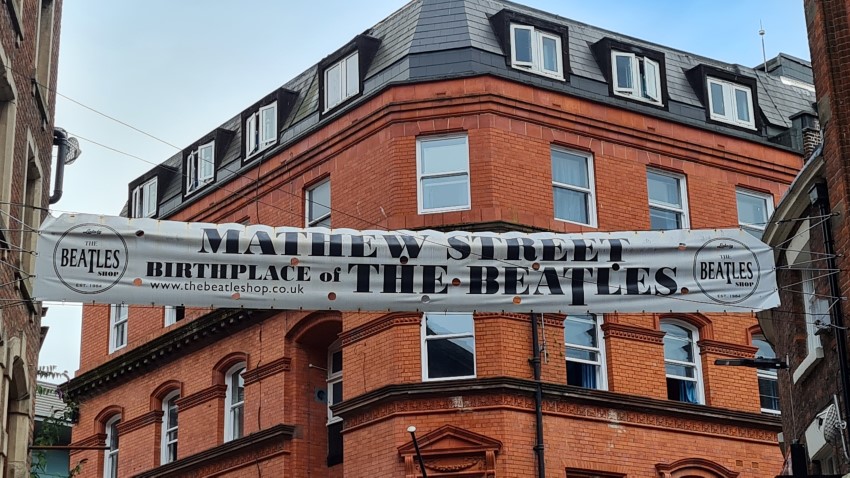 MATHEW STREET
BIRTHPLACE of THE BEATLES
www.thebeatleshop.co.uk
THE
BEATLES
SHOP
EST. 1984
THE
BEATLES
SHOP
EST. 1984